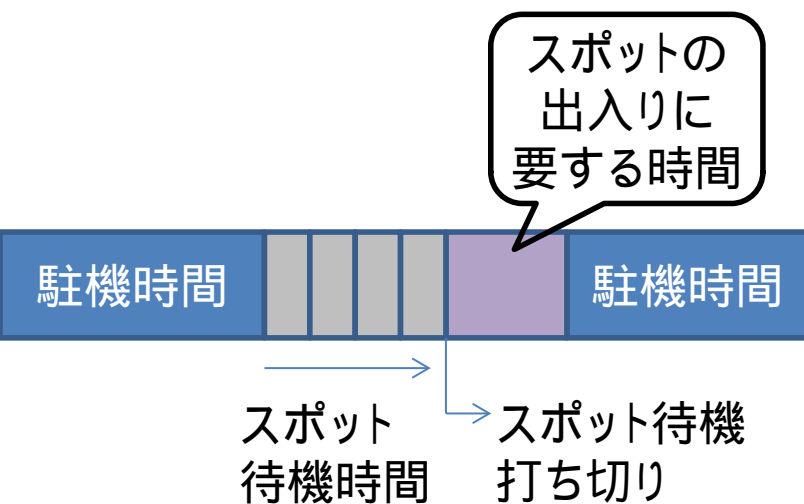 スポットの
出入りに
要する時間
駐機時間
駐機時間
スポット
待機時間
スポット待機
打ち切り